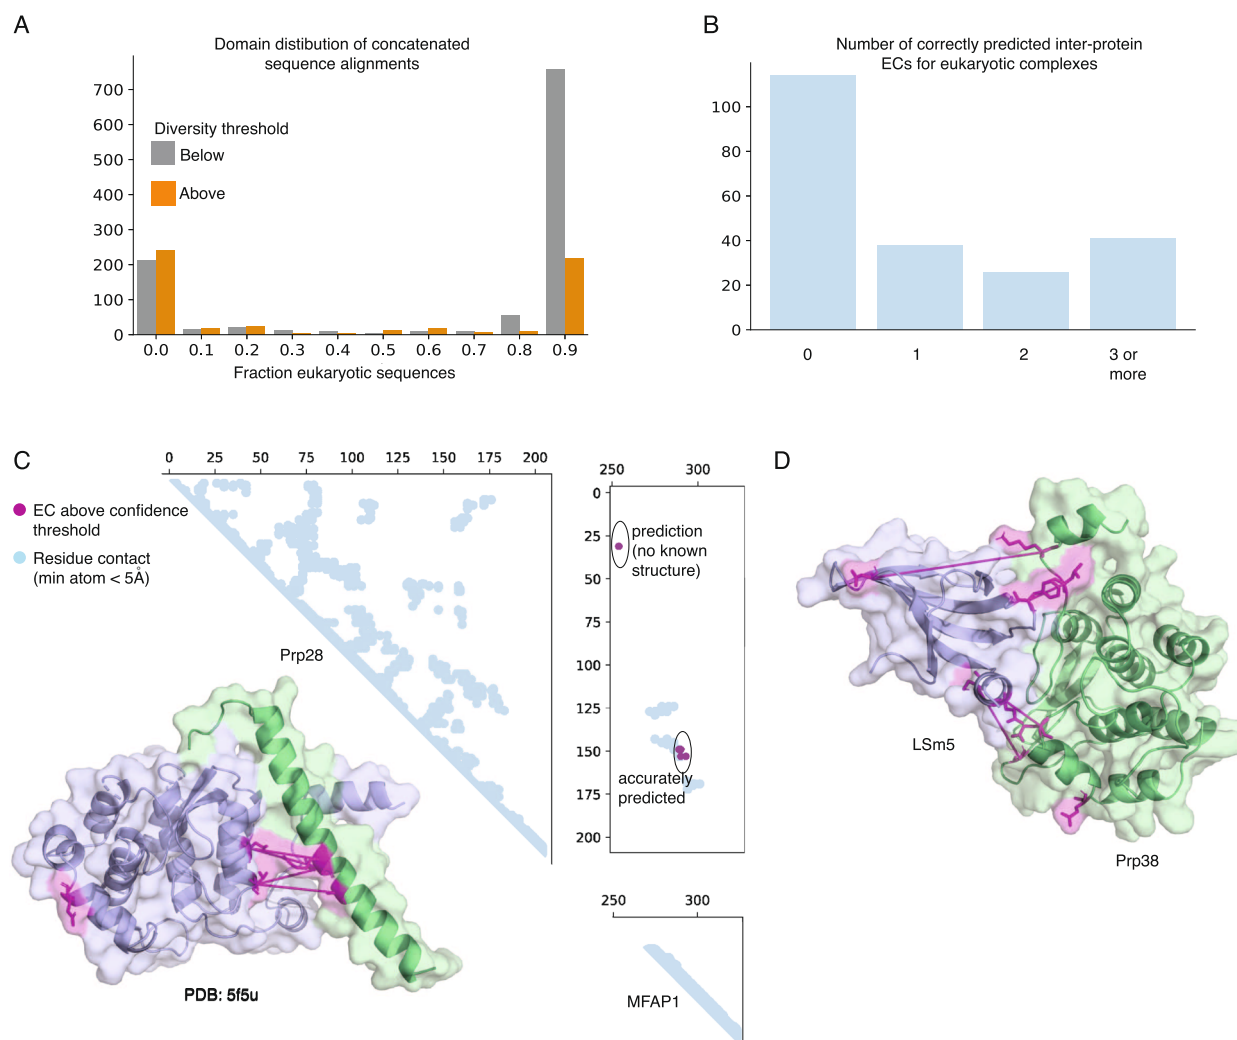 A
Domain distibution of concatenated
sequence alignments
700
600
500
400
300
200
100
0
Diversity threshold
Below
Above
0.0 0.1 0.2 0.3 0.4 0.5 0.6 0.7 0.8 0.9
Fraction eukaryotic sequences
B
Number of correctly predicted inter-protein
ECs for eukaryotic complexes
100
80
60
40
20
0
0 1 2 3 or
more
C
0 25 50 75 100 125 150 175 200
EC above confidence
threshold
Residue contact
(min atom < 5Å)
Prp28
PDB: 5f5u
250 300
0
25
50
75
100
125
150
175
200
prediction
(no known
structure)
accurately
predicted
250 300
MFAP1
D
LSm5
Prp38